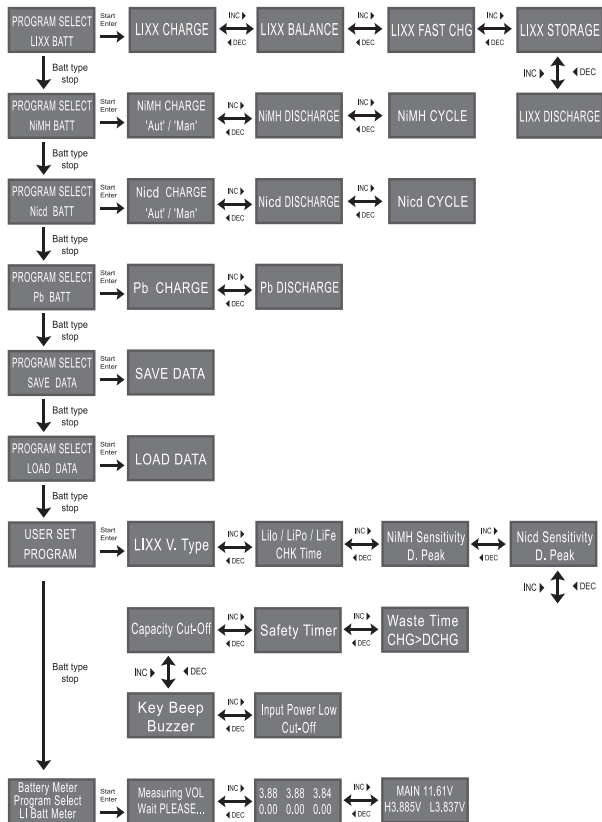 PROGRAM SELECT
LIXX BATT
Start
Enter
LIXX CHARGE
INC ▶
◀ DEC
LIXX BALANCE
INC ▶
◀ DEC
LIXX FAST CHG
INC ▶
◀ DEC
LIXX STORAGE
Batt type
stop
INC ▶
◀ DEC
PROGRAM SELECT
NiMH BATT
Start
Enter
NiMH CHARGE
'Aut' / 'Man'
INC ▶
◀ DEC
NiMH DISCHARGE
INC ▶
◀ DEC
NiMH CYCLE
LIXX DISCHARGE
Batt type
stop
PROGRAM SELECT
Nicd BATT
Start
Enter
Nicd CHARGE
'Aut' / 'Man'
INC ▶
◀ DEC
Nicd DISCHARGE
INC ▶
◀ DEC
Nicd CYCLE
Batt type
stop
PROGRAM SELECT
Pb BATT
Start
Enter
Pb CHARGE
INC ▶
◀ DEC
Pb DISCHARGE
Batt type
stop
PROGRAM SELECT
SAVE DATA
Start
Enter
SAVE DATA
Batt type
stop
PROGRAM SELECT
LOAD DATA
Start
Enter
LOAD DATA
Batt type
stop
USER SET
PROGRAM
Start
Enter
LIXX V. Type
INC ▶
◀ DEC
LiIo / LiPo / LiFe
CHK Time
INC ▶
◀ DEC
NiMH Sensitivity
D. Peak
INC ▶
◀ DEC
Nicd Sensitivity
D. Peak
INC ▶
◀ DEC
Capacity Cut-Off
INC ▶
◀ DEC
Safety Timer
INC ▶
◀ DEC
Waste Time
CHG>DCHG
Batt type
stop
INC ▶
◀ DEC
Key Beep
Buzzer
INC ▶
◀ DEC
Input Power Low
Cut-Off
Battery Meter
Program Select
LI Batt Meter
Start
Enter
Measuring VOL
Wait PLEASE...
INC ▶
◀ DEC
3.88 3.88 3.84
0.00 0.00 0.00
INC ▶
◀ DEC
MAIN 11.61V
H3.885V L3.837V